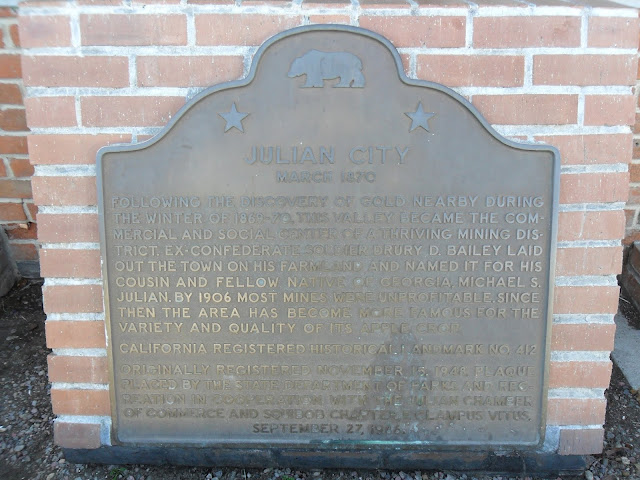 JULIAN CITY
MARCH 1870
FOLLOWING THE DISCOVERY OF GOLD NEARBY DURING
THE WINTER OF 1869-70, THIS VALLEY BECAME THE COM-
MERCIAL AND SOCIAL CENTER OF A THRIVING MINING DIS-
TRICT. EX-CONFEDERATE SOLDIER DRURY D. BAILEY LAID
OUT THE TOWN ON HIS FARMLAND AND NAMED IT FOR HIS
COUSIN AND FELLOW NATIVE OF GEORGIA, MICHAEL S.
JULIAN. BY 1906 MOST MINES WERE UNPROFITABLE. SINCE
THEN THE AREA HAS BECOME MORE FAMOUS FOR THE
VARIETY AND QUALITY OF ITS APPLE CROP.
CALIFORNIA REGISTERED HISTORICAL LANDMARK NO. 412
ORIGINALLY REGISTERED NOVEMBER 15, 1948. PLAQUE
PLACED BY THE STATE DEPARTMENT OF PARKS AND REC-
REATION IN COOPERATION WITH THE JULIAN CHAMBER
OF COMMERCE AND SQUIBOB CHAPTER, E CLAMPUS VITUS,
SEPTEMBER 27,